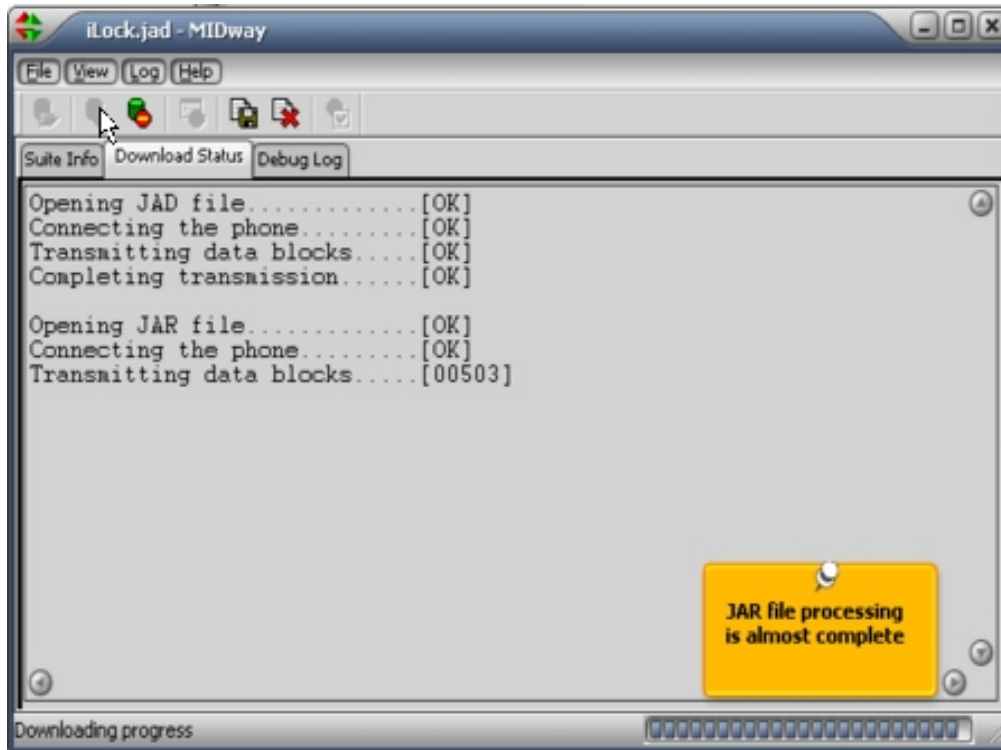 iLock.jad - MIDway
File View Log Help
Suite Info Download Status Debug Log
Opening JAD file..............[OK]
Connecting the phone.........[OK]
Transmitting data blocks.....[OK]
Completing transmission......[OK]
Opening JAR file..............[OK]
Connecting the phone.........[OK]
Transmitting data blocks.....[00503]
JAR file processing
is almost complete
Downloading progress